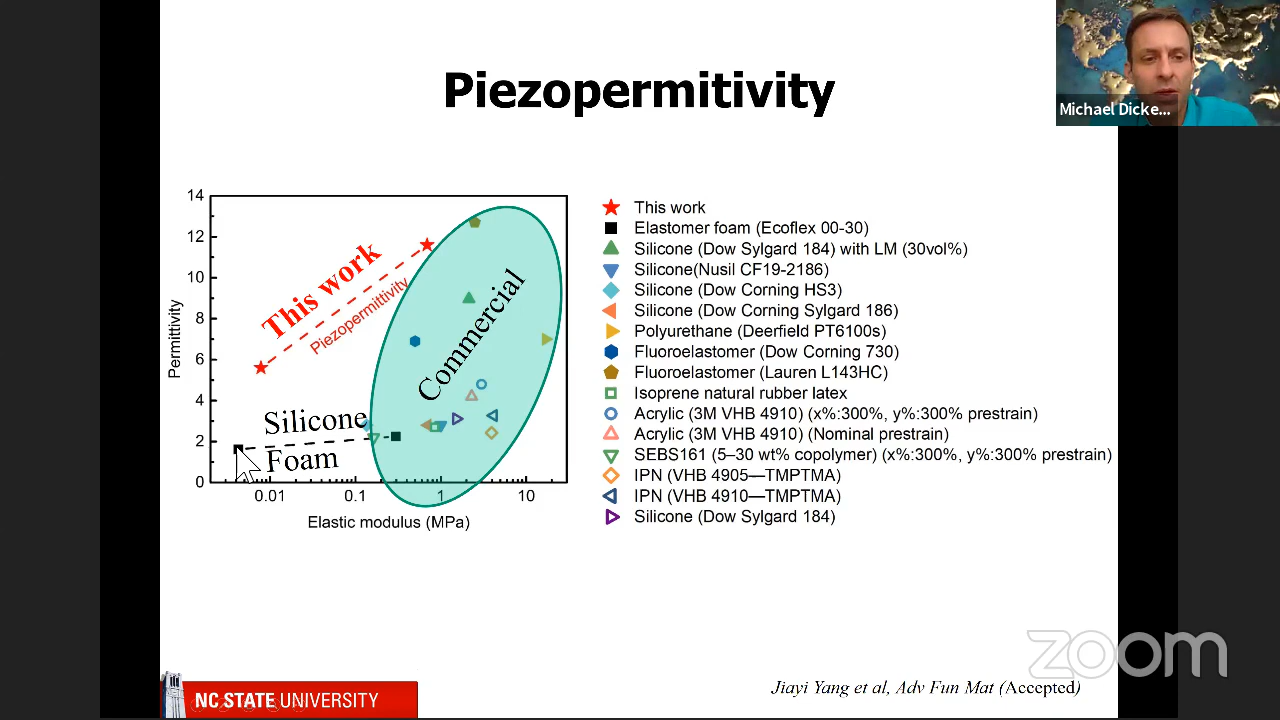 Piezopermitivity
Michael Dicke...
14
12
10
8
6
4
2
0
Permittivity
0.01
0.1
1
10
Elastic modulus (MPa)
This work
Piezopermittivity
Commercial
Silicone
Foam
This work
Elastomer foam (Ecoflex 00-30)
Silicone (Dow Sylgard 184) with LM (30vol%)
Silicone(Nusil CF19-2186)
Silicone (Dow Corning HS3)
Silicone (Dow Corning Sylgard 186)
Polyurethane (Deerfield PT6100s)
Fluoroelastomer (Dow Corning 730)
Fluoroelastomer (Lauren L143HC)
Isoprene natural rubber latex
Acrylic (3M VHB 4910) (x%:300%, y%:300% prestrain)
Acrylic (3M VHB 4910) (Nominal prestrain)
SEBS161 (5–30 wt% copolymer) (x%:300%, y%:300% prestrain)
IPN (VHB 4905—TMPTMA)
IPN (VHB 4910—TMPTMA)
Silicone (Dow Sylgard 184)
zoom
NC STATE UNIVERSITY
Jiayi Yang et al, Adv Fun Mat (Accepted)